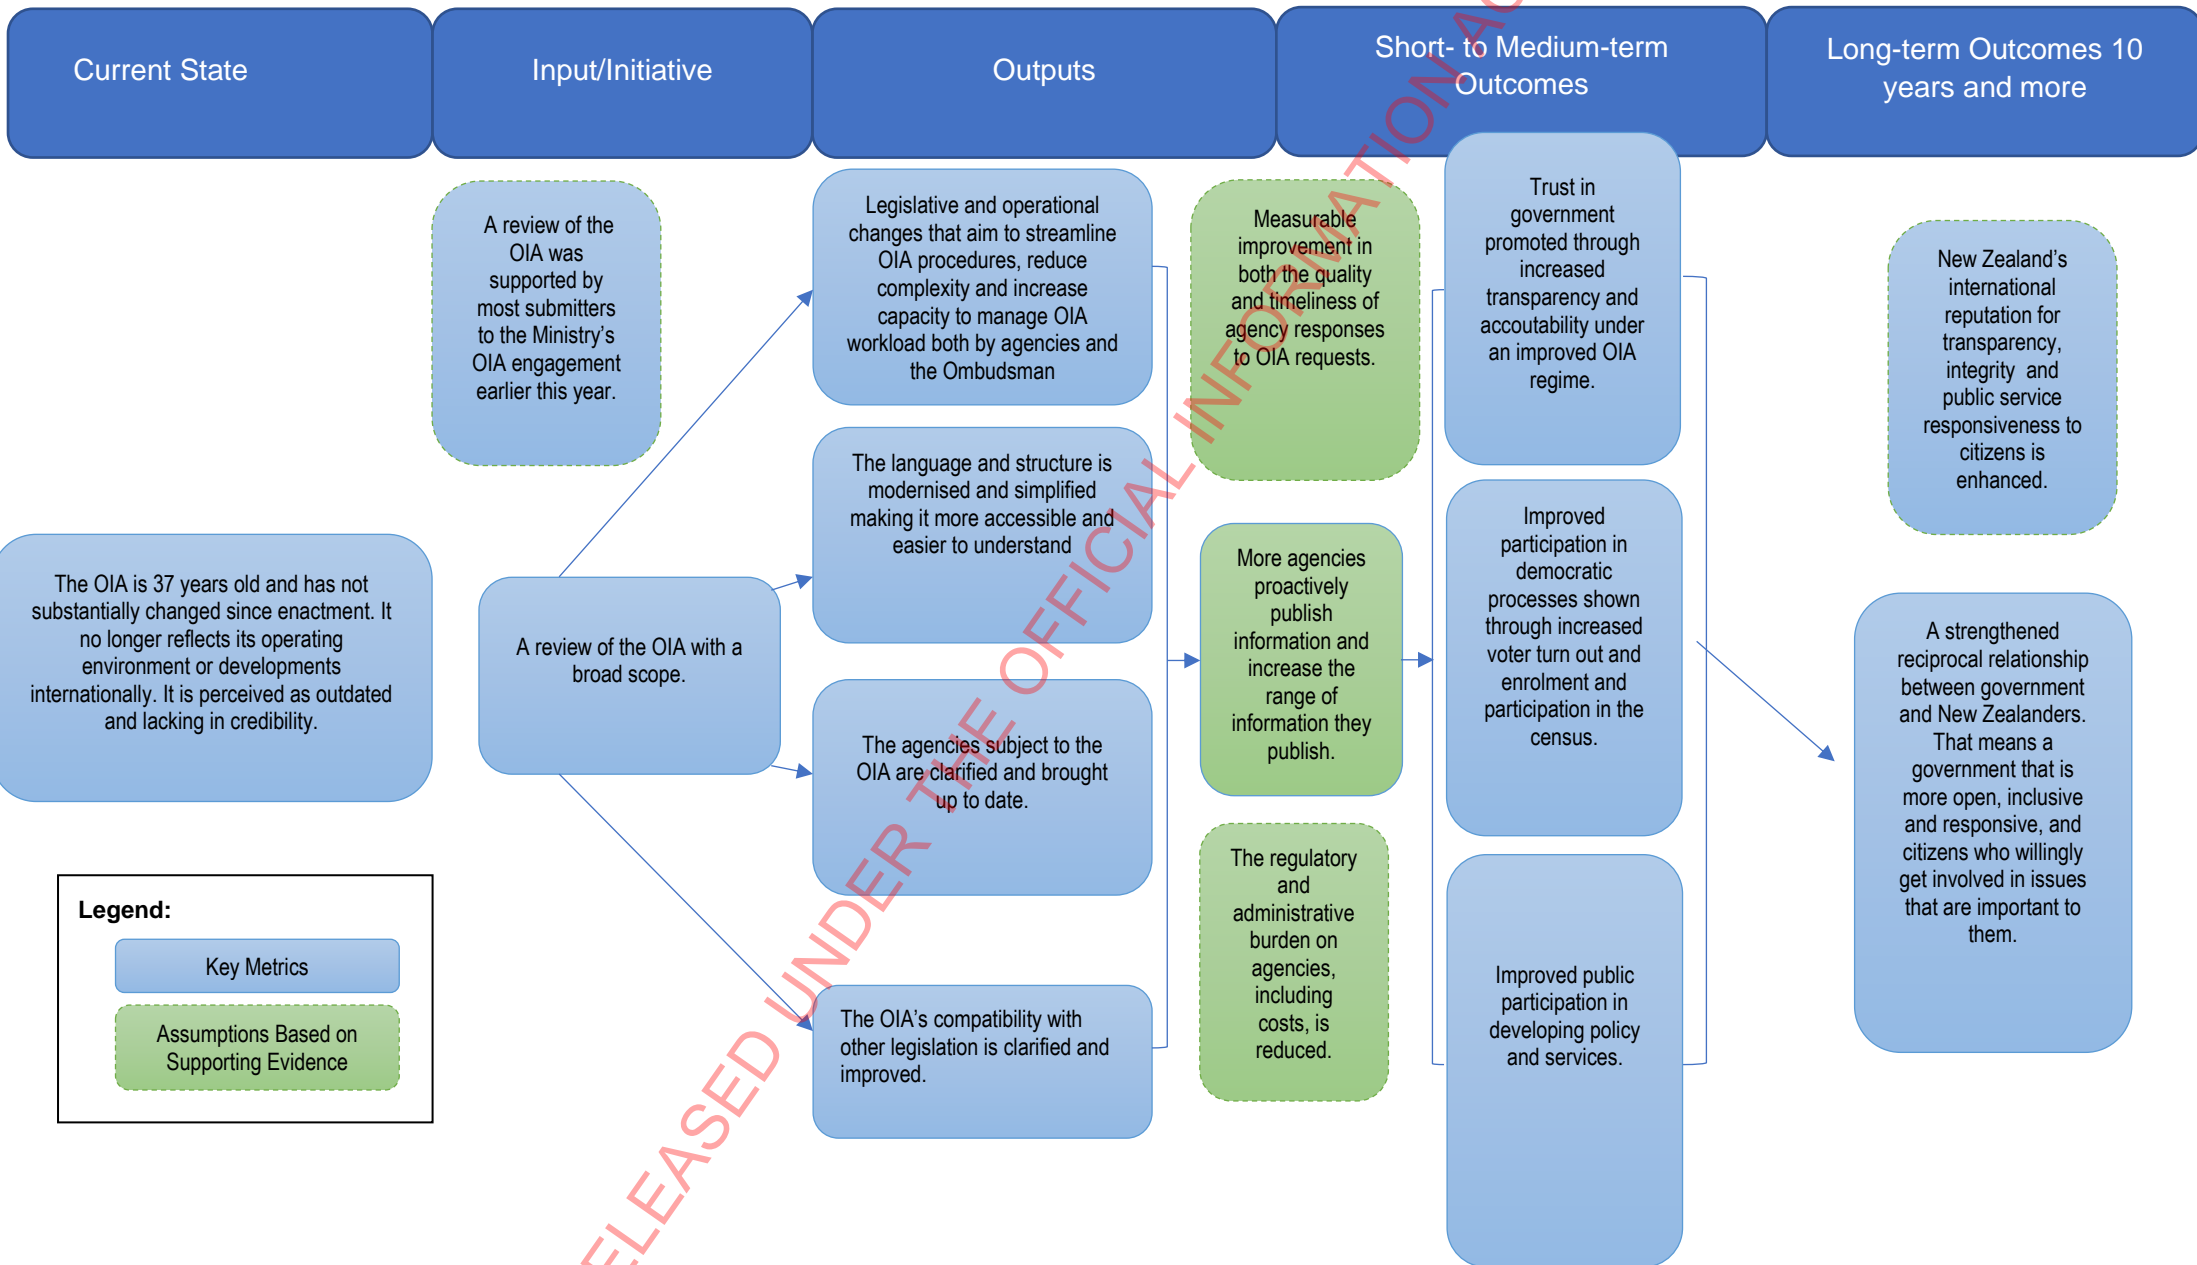 Current State
Input/Initiative
Outputs
Short- to Medium-term
Outcomes
Long-term Outcomes 10
years and more
The OIA is 37 years old and has not
substantially changed since enactment. It
no longer reflects its operating
environment or developments
internationally. It is perceived as outdated
and lacking in credibility.
Legend:
Key Metrics
Assumptions Based on
Supporting Evidence
A review of the
OIA was
supported by
most submitters
to the Ministry’s
OIA engagement
earlier this year.
A review of the OIA with a
broad scope.
Legislative and operational
changes that aim to streamline
OIA procedures, reduce
complexity and increase
capacity to manage OIA
workload both by agencies and
the Ombudsman
The language and structure is
modernised and simplified
making it more accessible and
easier to understand
The agencies subject to the
OIA are clarified and brought
up to date.
The OIA’s compatibility with
other legislation is clarified and
improved.
Measurable
improvement in
both the quality
and timeliness of
agency responses
to OIA requests.
More agencies
proactively
publish
information and
increase the
range of
information they
publish.
The regulatory
and
administrative
burden on
agencies,
including
costs, is
reduced.
Trust in
government
promoted through
increased
transparency and
accoutability under
an improved OIA
regime.
Improved
participation in
democratic
processes shown
through increased
voter turn out and
enrolment and
participation in the
census.
Improved public
participation in
developing policy
and services.
New Zealand’s
international
reputation for
transparency,
integrity and
public service
responsiveness to
citizens is
enhanced.
A strengthened
reciprocal relationship
between government
and New Zealanders.
That means a
government that is
more open, inclusive
and responsive, and
citizens who willingly
get involved in issues
that are important to
them.
ELEASED UNDER THE OFFICIAL INFORMATION AC